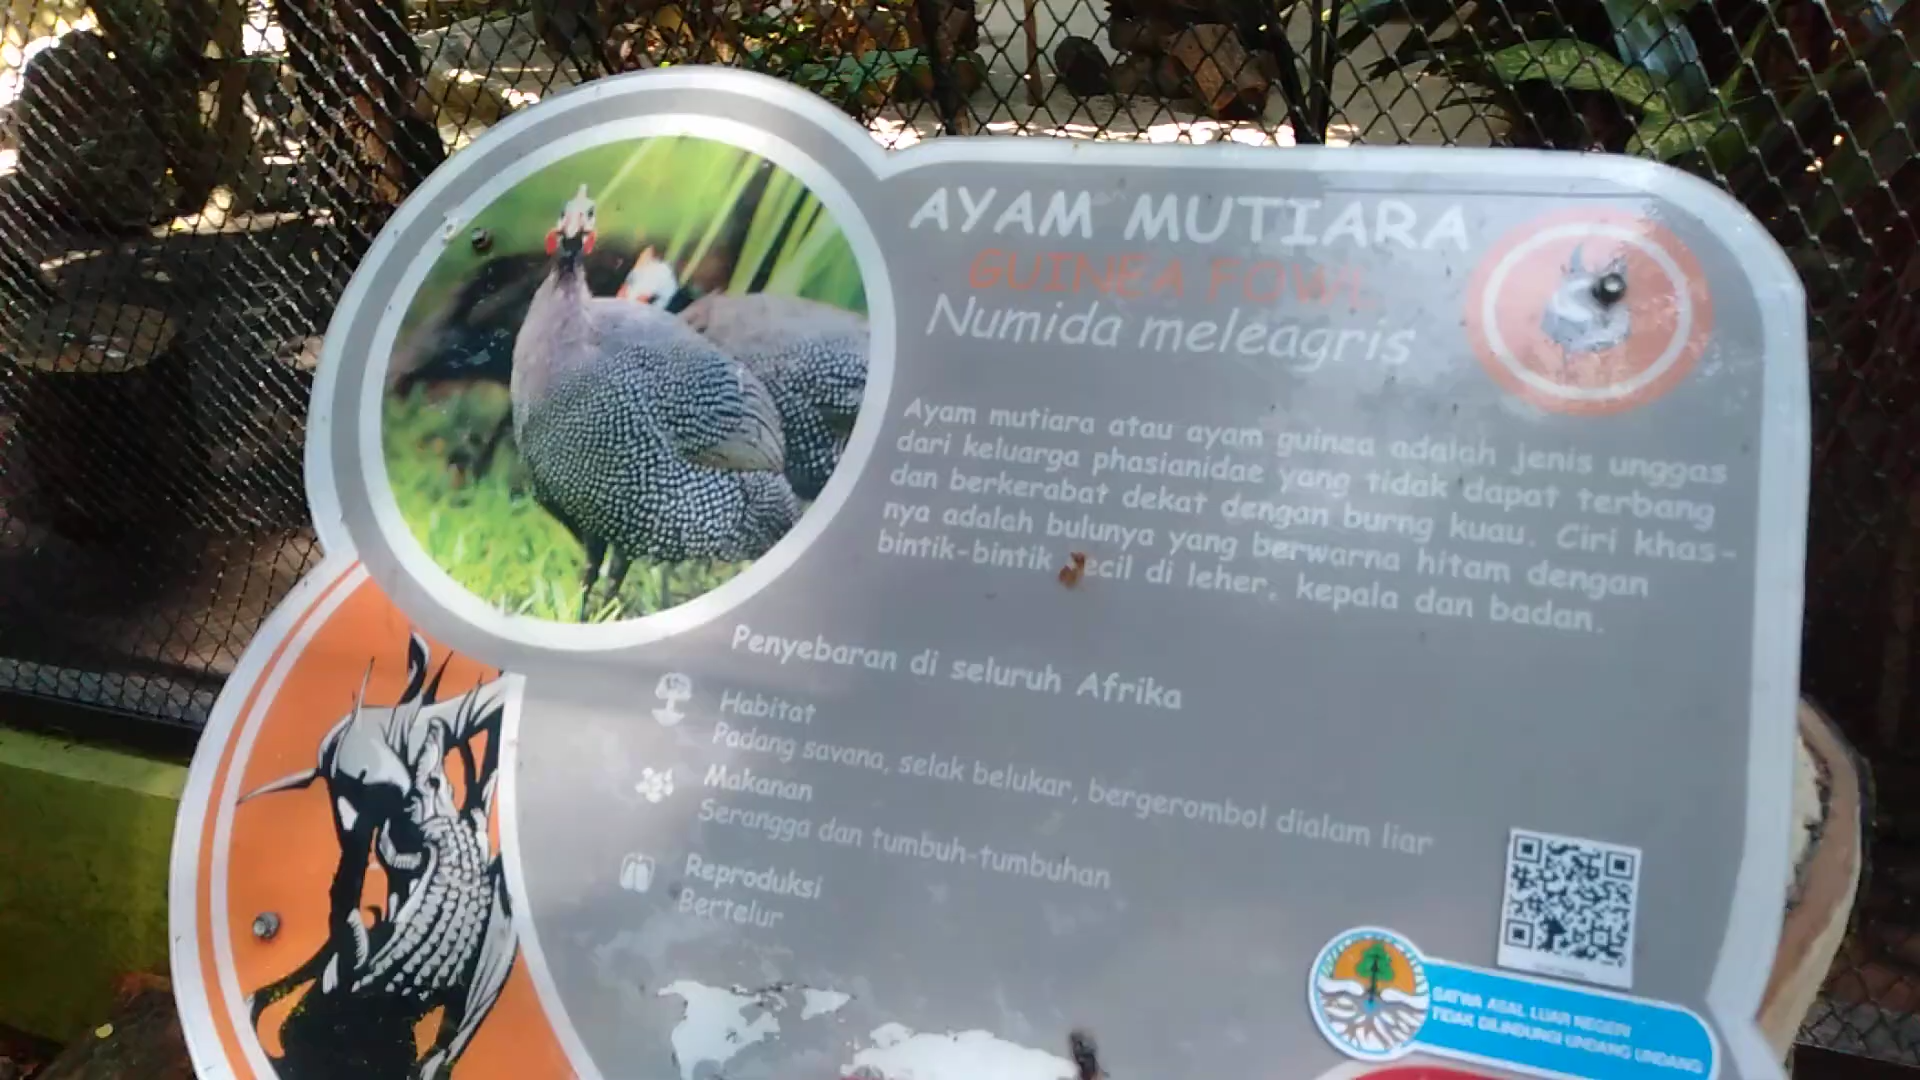 AYAM MUTIARA
GUINEA FOWL
Numida meleagris
Ayam mutiara atau ayam guinea adalah jenis unggas
dari keluarga phasianidae yang tidak dapat terbang
dan berkerabat dekat dengan burng kuau. Ciri khas-
nya adalah bulunya yang berwarna hitam dengan
bintik-bintik kecil di leher, kepala dan badan.
Penyebaran di seluruh Afrika
Habitat
Padang savana, selak belukar, bergerombol dialam liar
Makanan
Serangga dan tumbuh-tumbuhan
Reproduksi
Bertelur
SATWA ASAL LUAR NEGERI
TIDAK DILINDUNGI UNDANG UNDANG